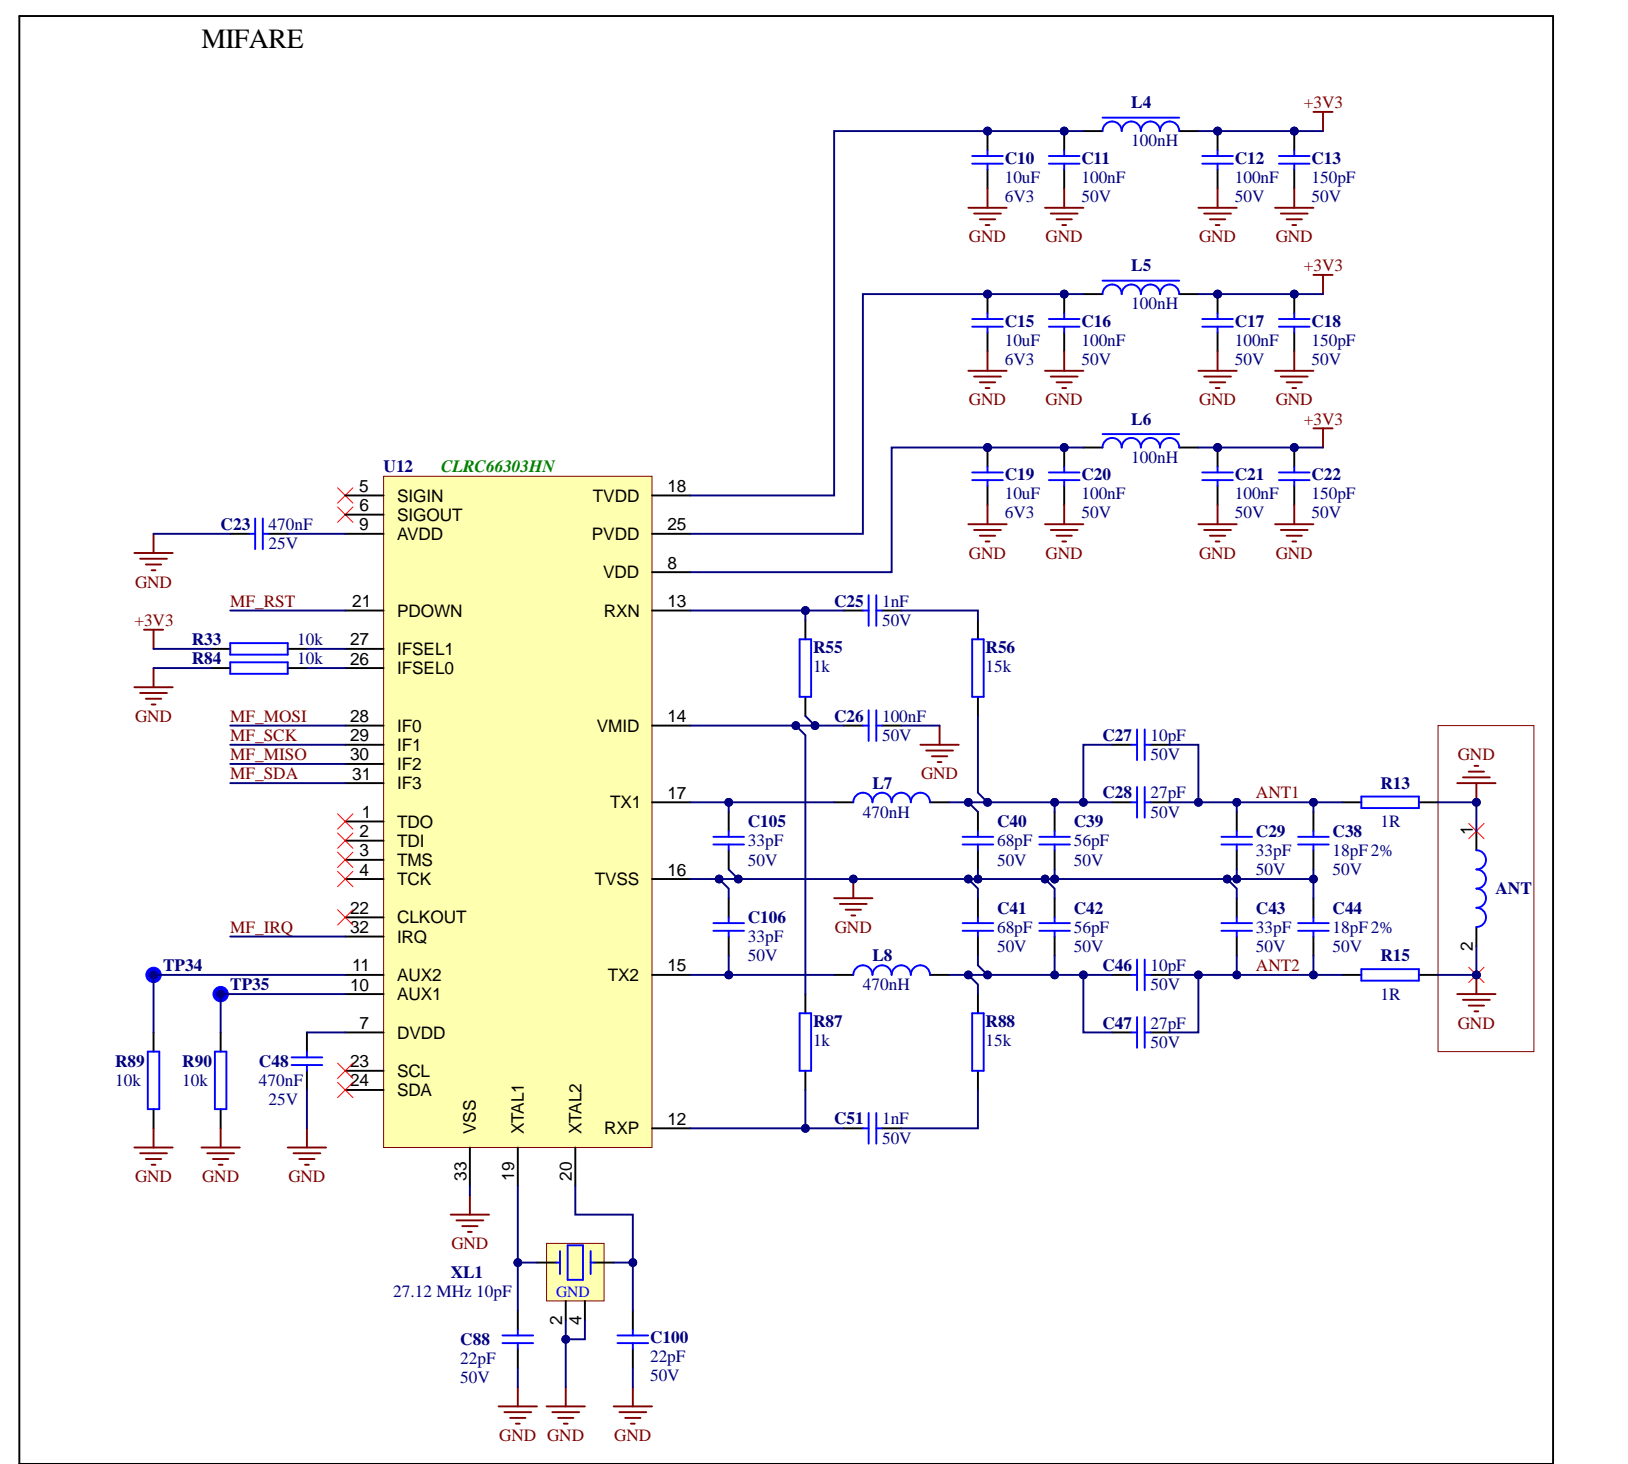 MIFARE
L4
+3V3
100nH
C10
10uF
6V3
C11
100nF
50V
C12
100nF
50V
C13
150pF
50V
GND
GND
GND
GND
L5
+3V3
100nH
C15
10uF
6V3
C16
100nF
50V
C17
100nF
50V
C18
150pF
50V
GND
GND
GND
GND
L6
+3V3
100nH
C19
10uF
6V3
C20
100nF
50V
C21
100nF
50V
C22
150pF
50V
GND
GND
GND
GND
U12
CLRC66303HN
5
SIGIN
6
SIGOUT
9
AVDD
C23
470nF
25V
GND
MF_RST
21
PDOWN
+3V3
R33
10k
27
IFSEL1
R84
10k
26
IFSEL0
GND
MF_MOSI
28
IF0
MF_SCK
29
IF1
MF_MISO
30
IF2
MF_SDA
31
IF3
1
TDO
2
TDI
3
TMS
4
TCK
22
CLKOUT
MF_IRQ
32
IRQ
TP34
11
AUX2
TP35
10
AUX1
7
DVDD
R89
10k
R90
10k
C48
470nF
25V
23
SCL
24
SDA
GND
GND
GND
TVDD
18
PVDD
25
VDD
8
RXN
13
VMID
14
TX1
17
TVSS
16
TX2
15
RXP
12
VSS
33
XTAL1
19
XTAL2
20
C25
1nF
50V
R55
1k
R56
15k
C26
100nF
50V
GND
C27
10pF
50V
L7
470nH
C28
27pF
50V
ANT1
R13
1R
C105
33pF
50V
C40
68pF
50V
C39
56pF
50V
C29
33pF
50V
C38
18pF 2%
50V
GND
C106
33pF
50V
C41
68pF
50V
C42
56pF
50V
C43
33pF
50V
C44
18pF 2%
50V
L8
470nH
C46
10pF
50V
ANT2
R15
1R
C47
27pF
50V
R87
1k
R88
15k
C51
1nF
50V
GND
1
ANT
2
GND
GND
XL1
27.12 MHz 10pF
GND
2
4
C88
22pF
50V
C100
22pF
50V
GND
GND
GND